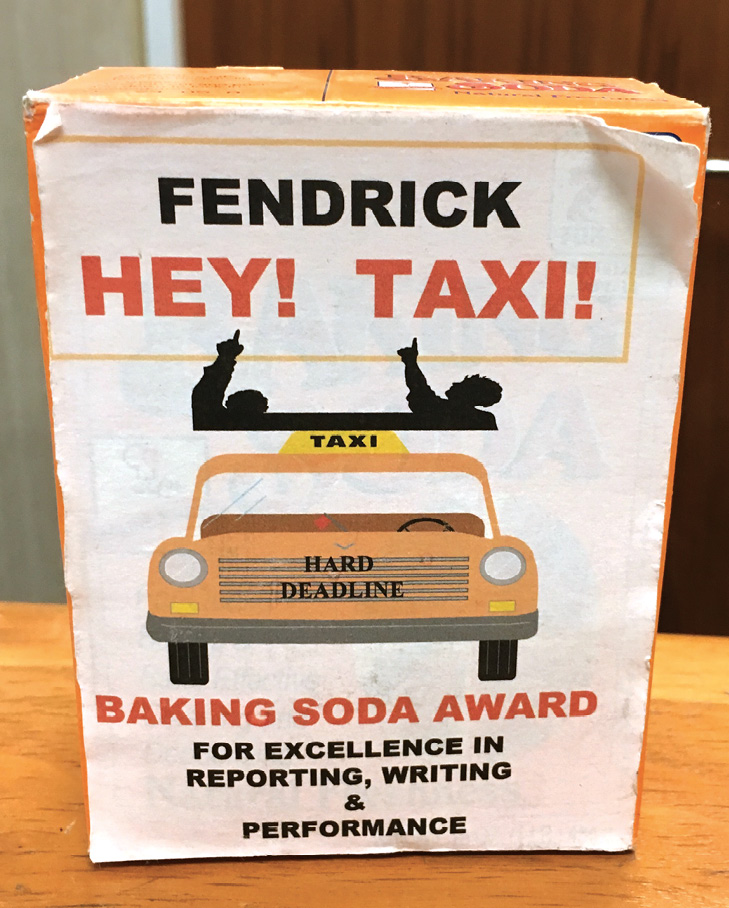 FENDRICK
HEY! TAXI!
TAXI
HARD
DEADLINE
BAKING SODA AWARD
FOR EXCELLENCE IN
REPORTING, WRITING
&
PERFORMANCE